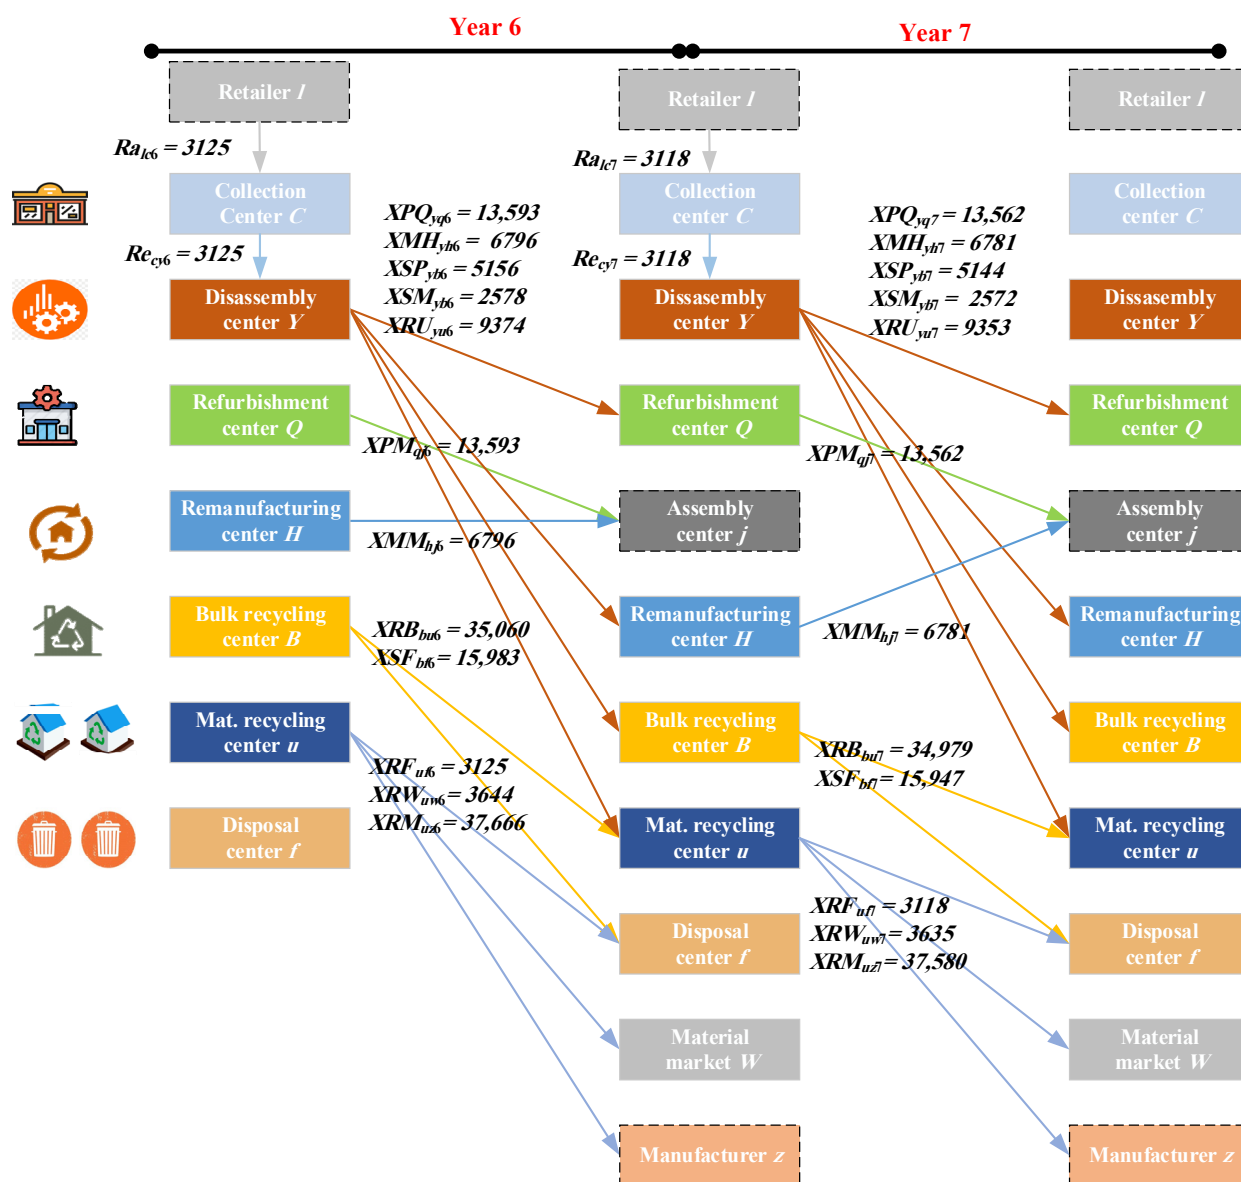 Year 6
Year 7
Retailer l
Retailer l
Retailer l
Ra_lc6 = 3125
Ra_lc7 = 3118
Collection
Center C
Collection
center C
Collection
center C
XPQ_yq6 = 13,593
XMH_yh6 = 6796
XSP_yb6 = 5156
XSM_yb6 = 2578
XRU_yu6 = 9374
XPQ_yq7 = 13,562
XMH_yh7 = 6781
XSP_yb7 = 5144
XSM_yb7 = 2572
XRU_yu7 = 9353
Re_cy6 = 3125
Re_cy7 = 3118
Disassembly
center Y
Dissasembly
center Y
Dissasembly
center Y
Refurbishment
center Q
Refurbishment
center Q
Refurbishment
center Q
XPM_qj6 = 13,593
XPM_qj7 = 13,562
Remanufacturing
center H
Assembly
center j
Assembly
center j
XMM_hj6 = 6796
Bulk recycling
center B
Remanufacturing
center H
Remanufacturing
center H
XRB_bu6 = 35,060
XSF_bf6 = 15,983
XMM_hj7 = 6781
Mat. recycling
center u
Bulk recycling
center B
Bulk recycling
center B
XRF_uf6 = 3125
XRW_uw6 = 3644
XRM_uz6 = 37,666
XRB_bu7 = 34,979
XSF_bf7 = 15,947
Disposal
center f
Mat. recycling
center u
Mat. recycling
center u
XRF_uf7 = 3118
XRW_uw7 = 3635
XRM_uz7 = 37,580
Disposal
center f
Disposal
center f
Material
market W
Material
market W
Manufacturer z
Manufacturer z